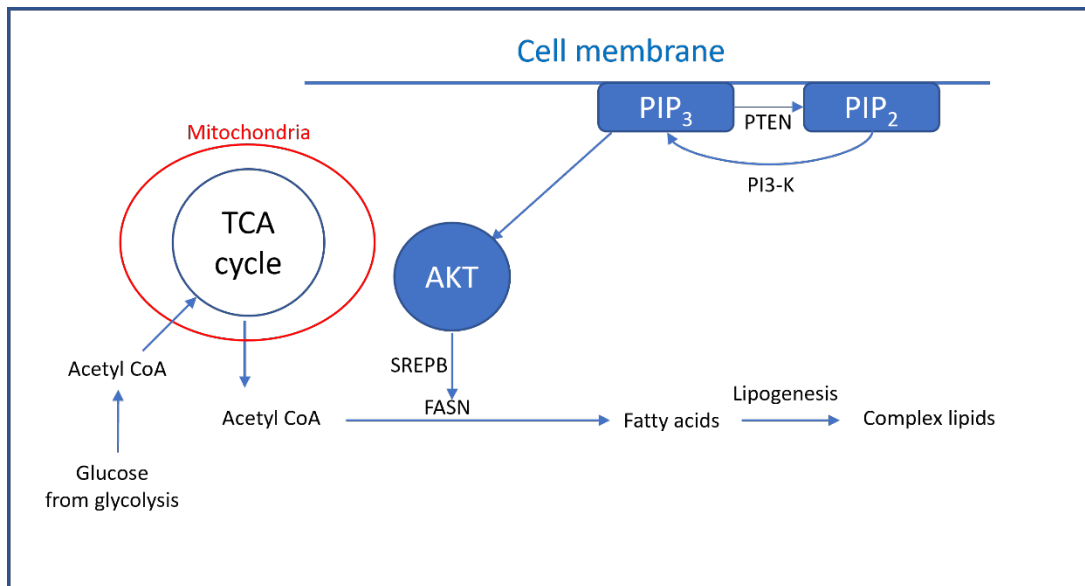 Cell membrane
PIP₃
PTEN
PIP₂
PI3-K
Mitochondria
TCA
cycle
AKT
SREPB
FASN
Acetyl CoA
Glucose
from glycolysis
Acetyl CoA
Fatty acids
Lipogenesis
Complex lipids